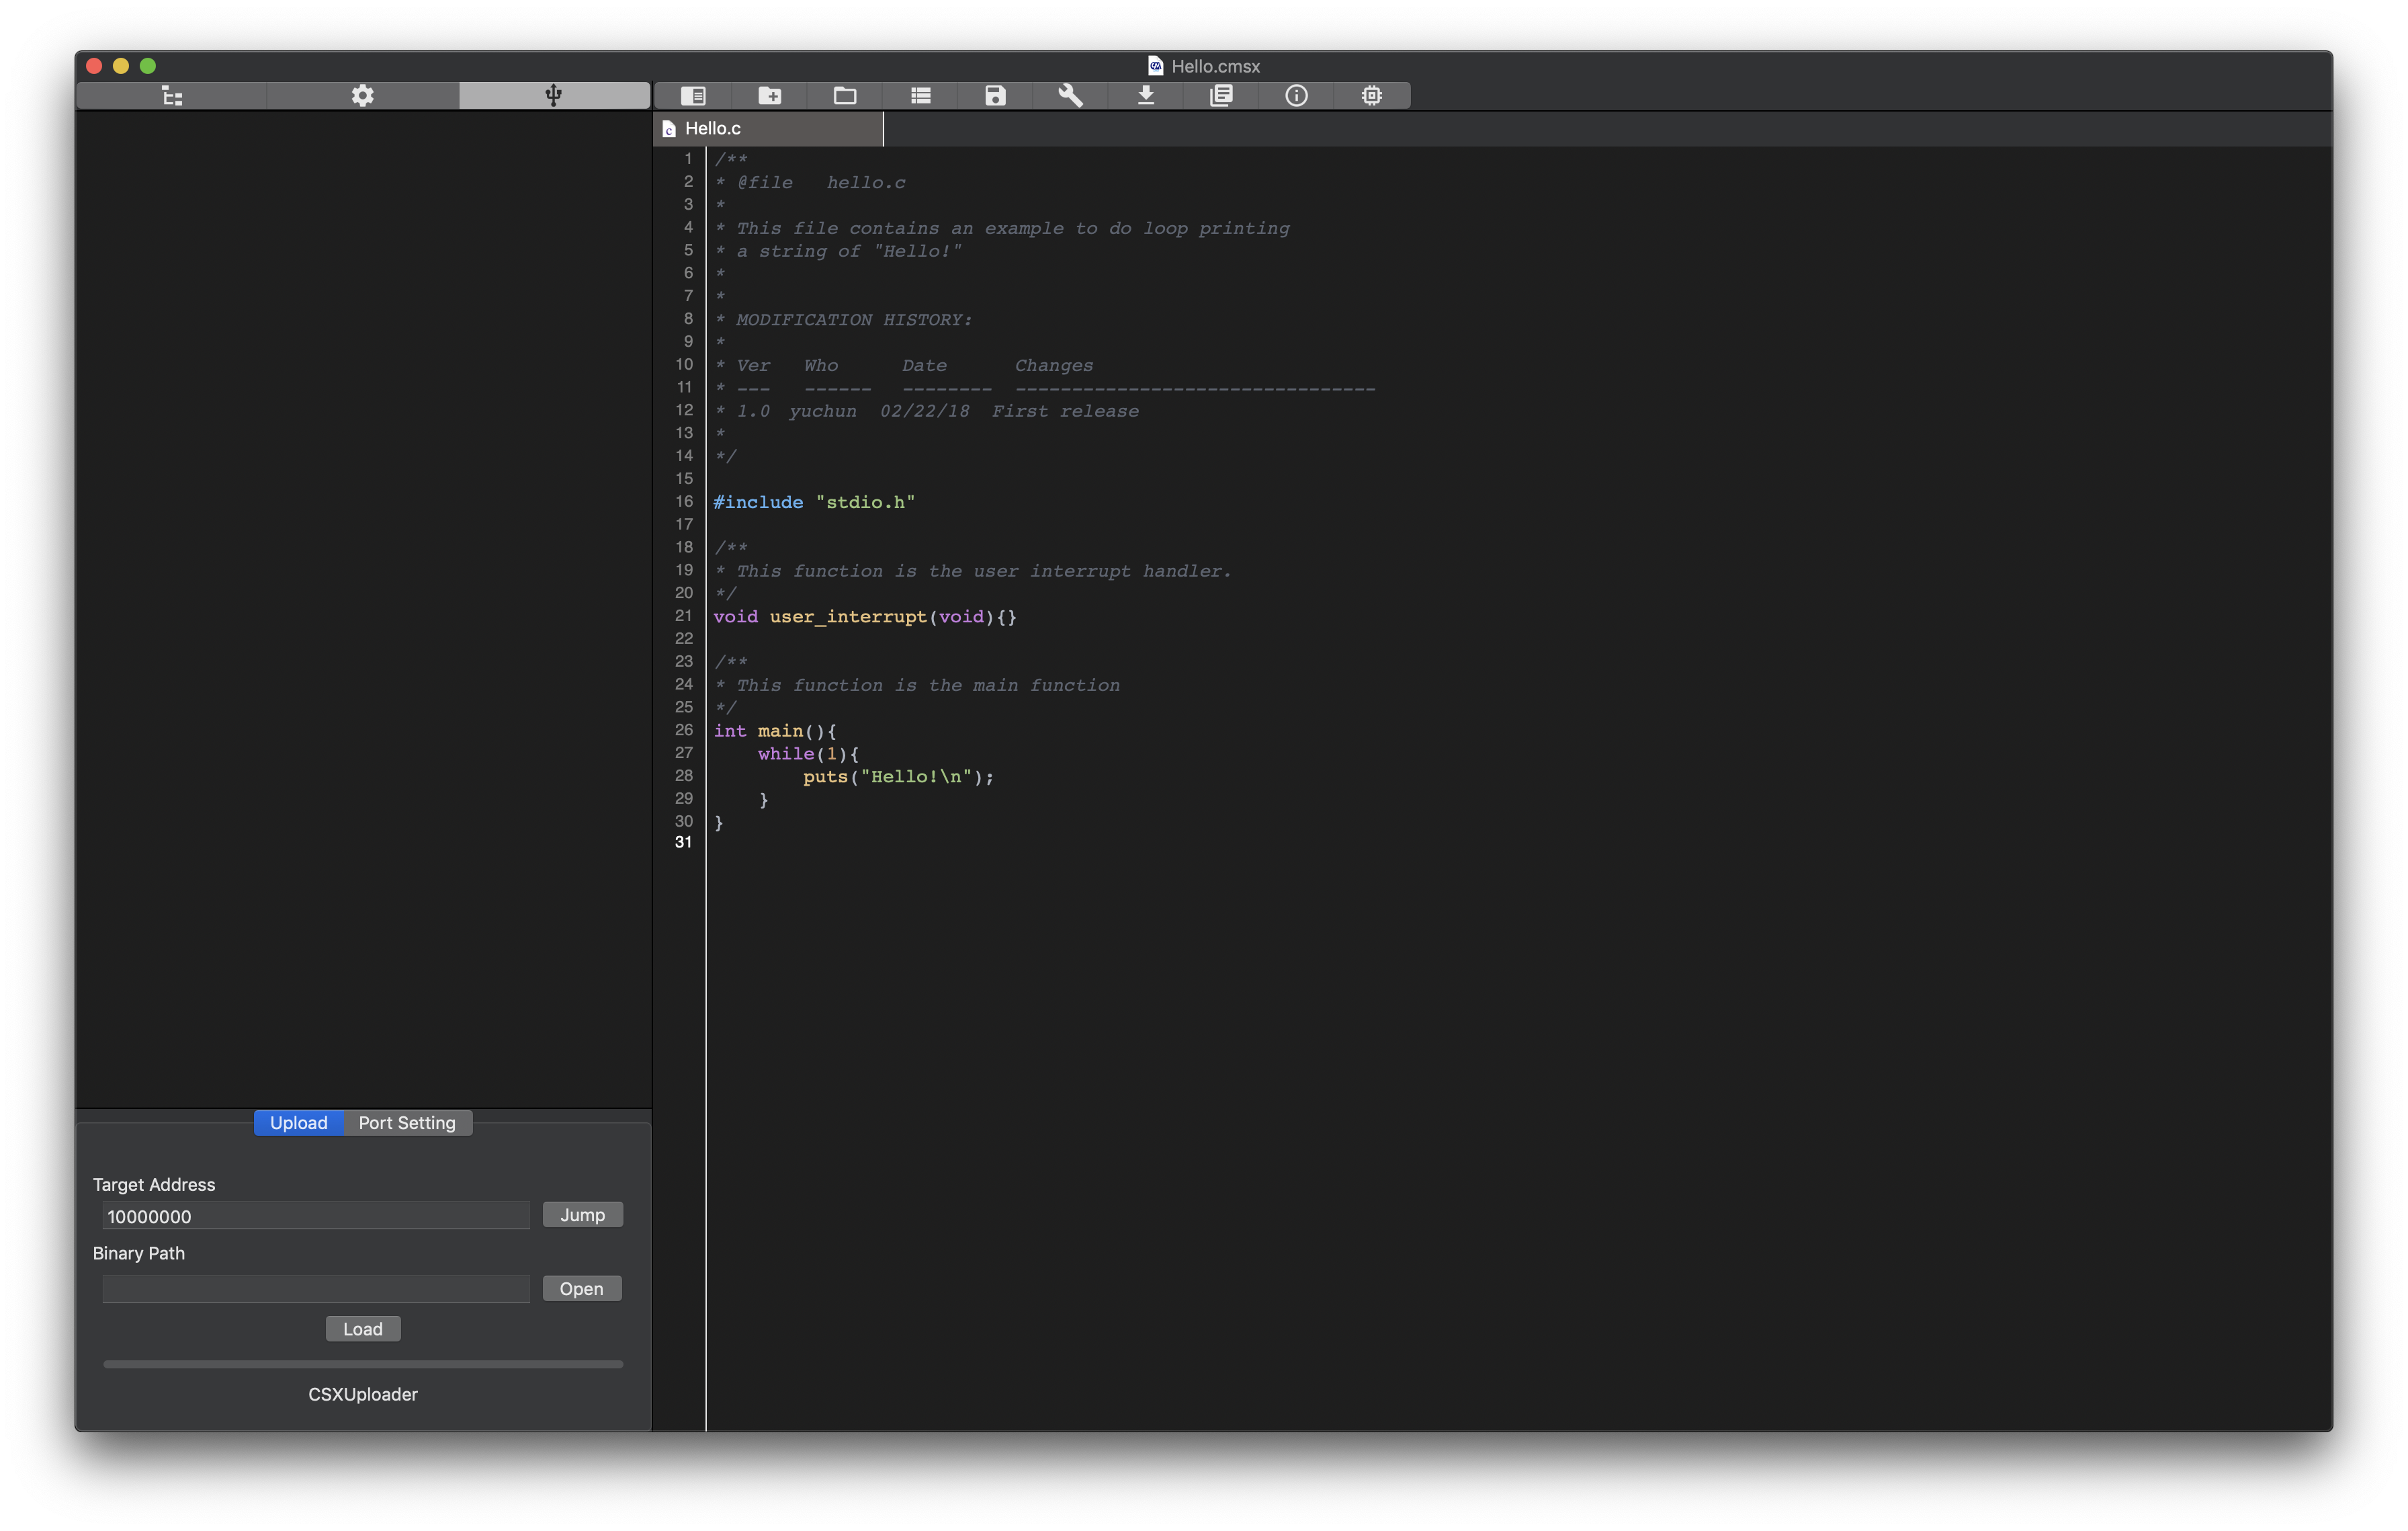 Hello.cmsx
Hello.c
1 /**
2 * @file   hello.c
3 *
4 * This file contains an example to do loop printing
5 * a string of "Hello!"
6 *
7 *
8 * MODIFICATION HISTORY:
9 *
10 * Ver   Who      Date      Changes
11 * ---   ------   --------  --------------------------------
12 * 1.0  yuchun  02/22/18  First release
13 *
14 */
15
16 #include "stdio.h"
17
18 /**
19 * This function is the user interrupt handler.
20 */
21 void user_interrupt(void){}
22
23 /**
24 * This function is the main function
25 */
26 int main(){
27     while(1){
28         puts("Hello!\n");
29     }
30 }
31
Upload Port Setting
Target Address
10000000 Jump
Binary Path
Open
Load
CSXUploader